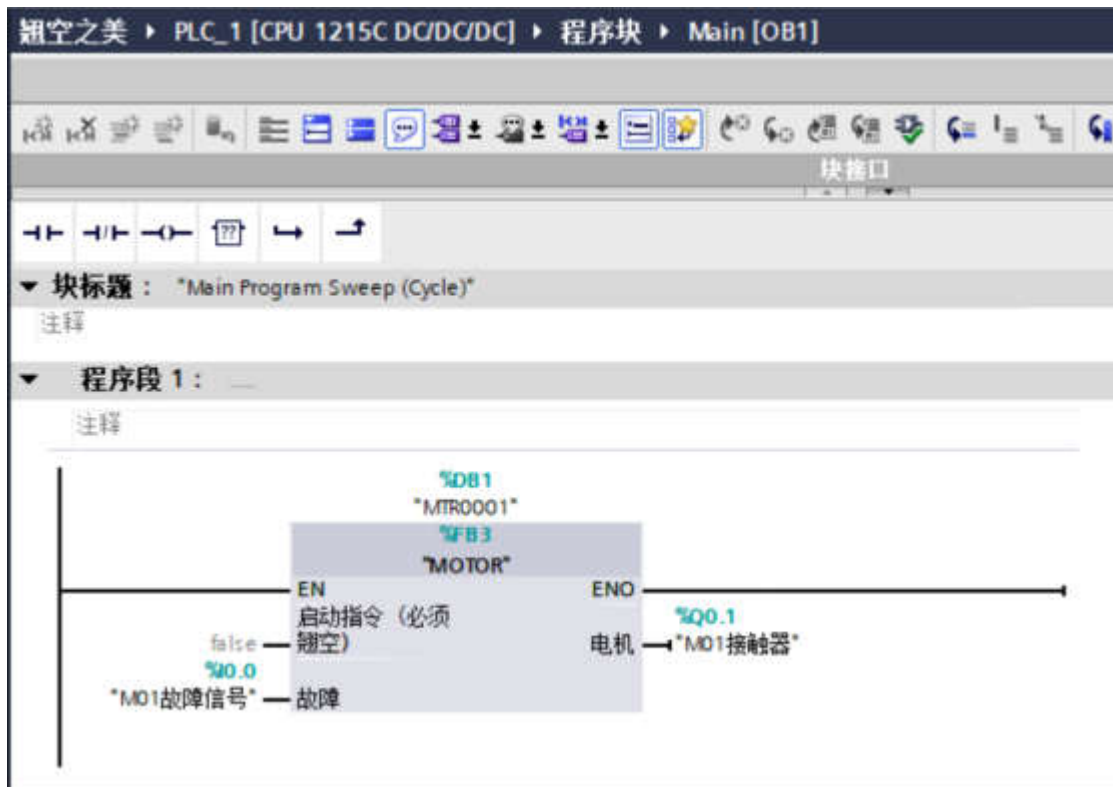 翘空之美 ▸ PLC_1 [CPU 1215C DC/DC/DC] ▸ 程序块 ▸ Main [OB1]
块接口
??
块标题： "Main Program Sweep (Cycle)"
注释
程序段 1： ....
注释
%DB1
"MTR0001"
%FB3
"MOTOR"
EN ENO
启动指令（必须翘空）
false
电机
%Q0.1
"M01接触器"
%I0.0
"M01故障信号"
故障